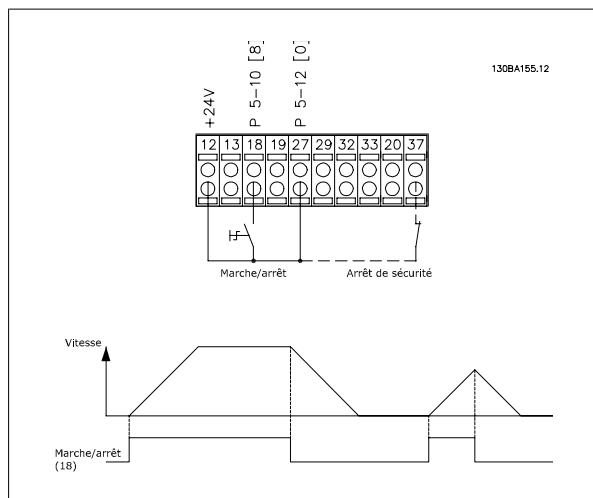 130BA155.12
+24V
P 5-10 [8]
P 5-12 [0]
12 13 18 19 27 29 32 33 20 37
Marche/arrêt
Arrêt de sécurité
Vitesse
Marche/arrêt
(18)